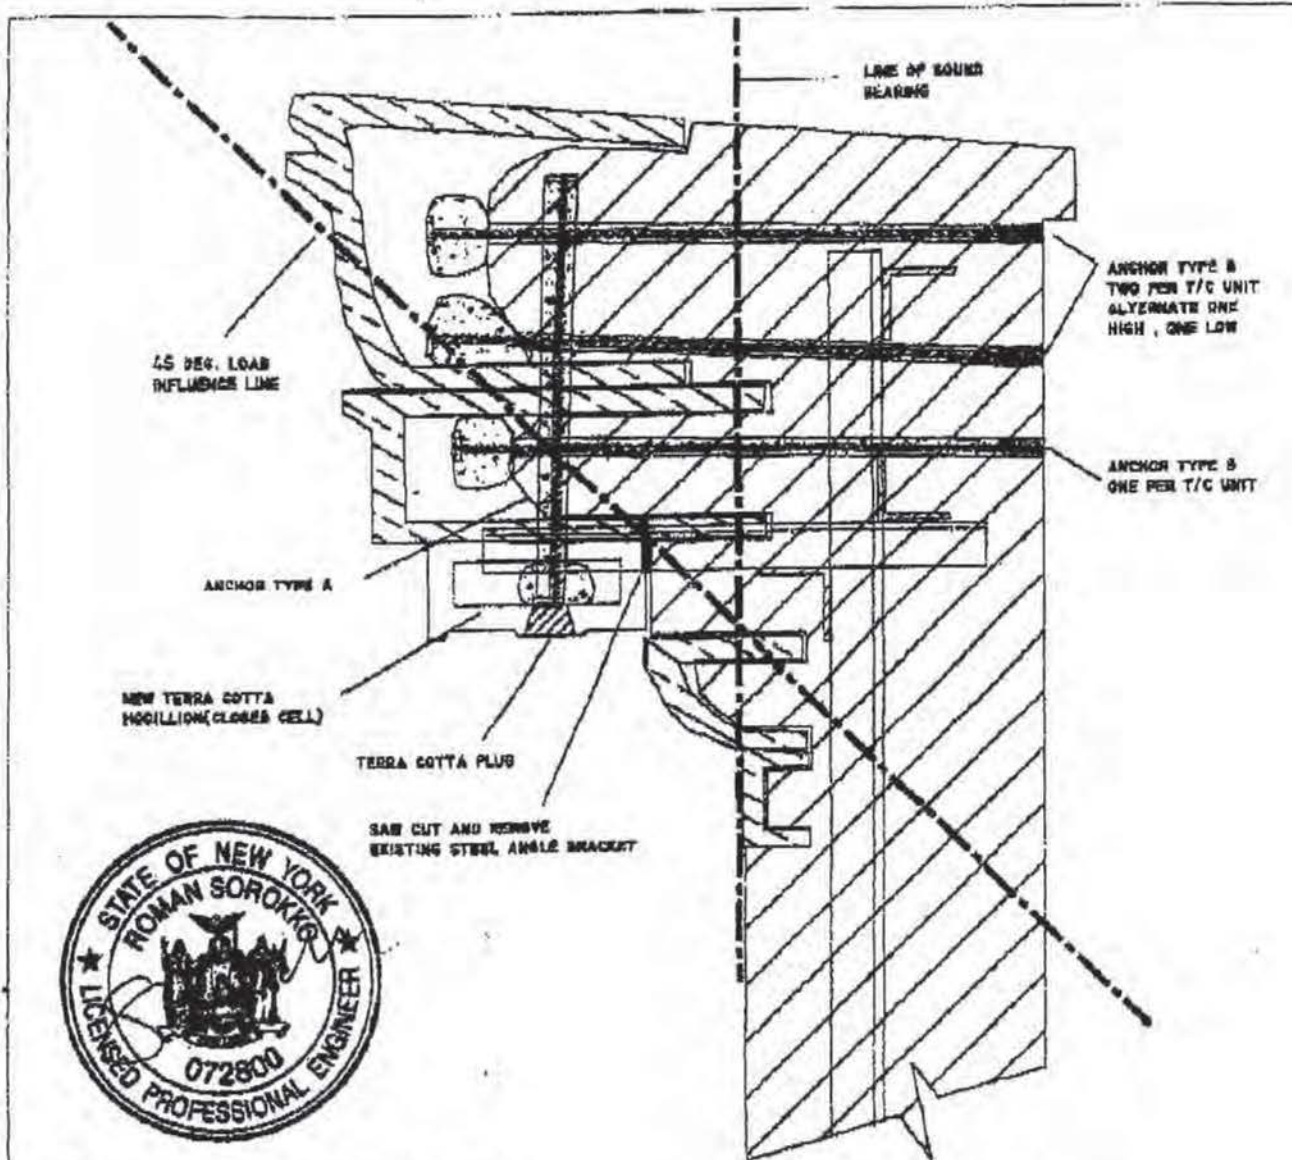 LINE OF SOUND
BEARING
ANCHOR TYPE B
TWO PER T/C UNIT
ALTERNATE ONE
HIGH , ONE LOW
45 DEG. LOAD
INFLUENCE LINE
ANCHOR TYPE B
ONE PER T/C UNIT
ANCHOR TYPE A
NEW TERRA COTTA
MODILLION(CLOSED CELL)
TERRA COTTA PLUG
SAW CUT AND REMOVE
EXISTING STEEL ANGLE BRACKET
STATE OF NEW YORK
ROMAN SOROKKO
072800
LICENSED PROFESSIONAL ENGINEER